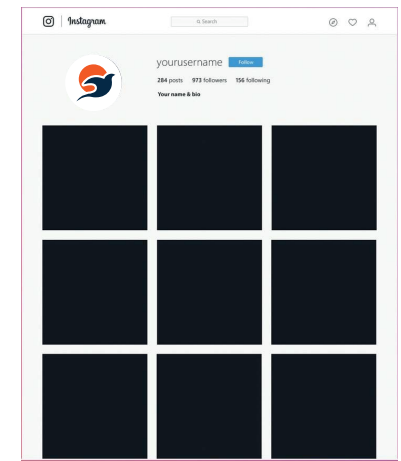 Instagram
Search
yourusername Follow
284 posts 973 followers 156 following
Your name & bio